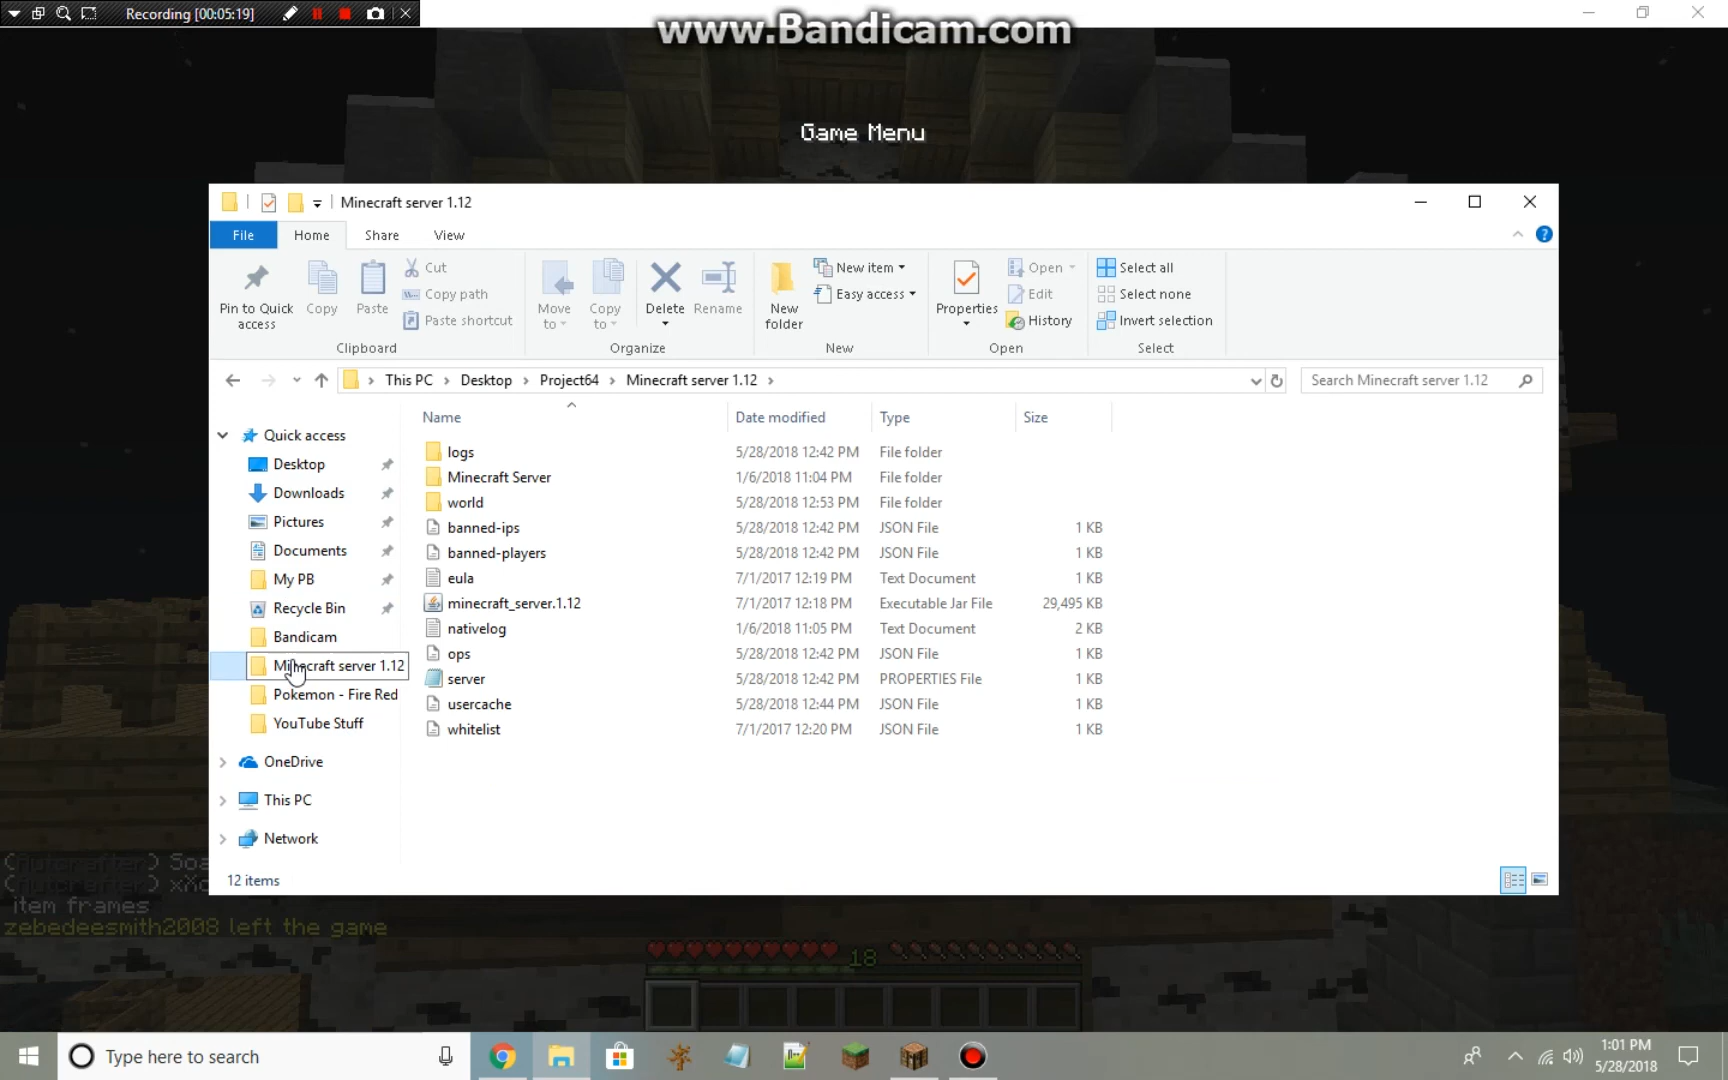 Recording [00:05:19]
www.Bandicam.com
Game Menu
Minecraft server 1.12
File Home Share View
Pin to Quick access
Copy
Paste
Cut
Copy path
Paste shortcut
Clipboard
Move to
Copy to
Delete
Rename
Organize
New folder
New item
Easy access
New
Properties
Open
Edit
History
Open
Select all
Select none
Invert selection
Select
This PC > Desktop > Project64 > Minecraft server 1.12 >
Search Minecraft server 1.12
Name Date modified Type Size
Quick access
Desktop
Downloads
Pictures
Documents
My PB
Recycle Bin
Bandicam
Minecraft server 1.12
Pokemon - Fire Red
YouTube Stuff
OneDrive
This PC
Network
logs 5/28/2018 12:42 PM File folder
Minecraft Server 1/6/2018 11:04 PM File folder
world 5/28/2018 12:53 PM File folder
banned-ips 5/28/2018 12:42 PM JSON File 1 KB
banned-players 5/28/2018 12:42 PM JSON File 1 KB
eula 7/1/2017 12:19 PM Text Document 1 KB
minecraft_server.1.12 7/1/2017 12:18 PM Executable Jar File 29,495 KB
nativelog 1/6/2018 11:05 PM Text Document 2 KB
ops 5/28/2018 12:42 PM JSON File 1 KB
server 5/28/2018 12:42 PM PROPERTIES File 1 KB
usercache 5/28/2018 12:44 PM JSON File 1 KB
whitelist 7/1/2017 12:20 PM JSON File 1 KB
12 items
item frames
zebedeesmith2008 left the game
18
Type here to search
1:01 PM
5/28/2018